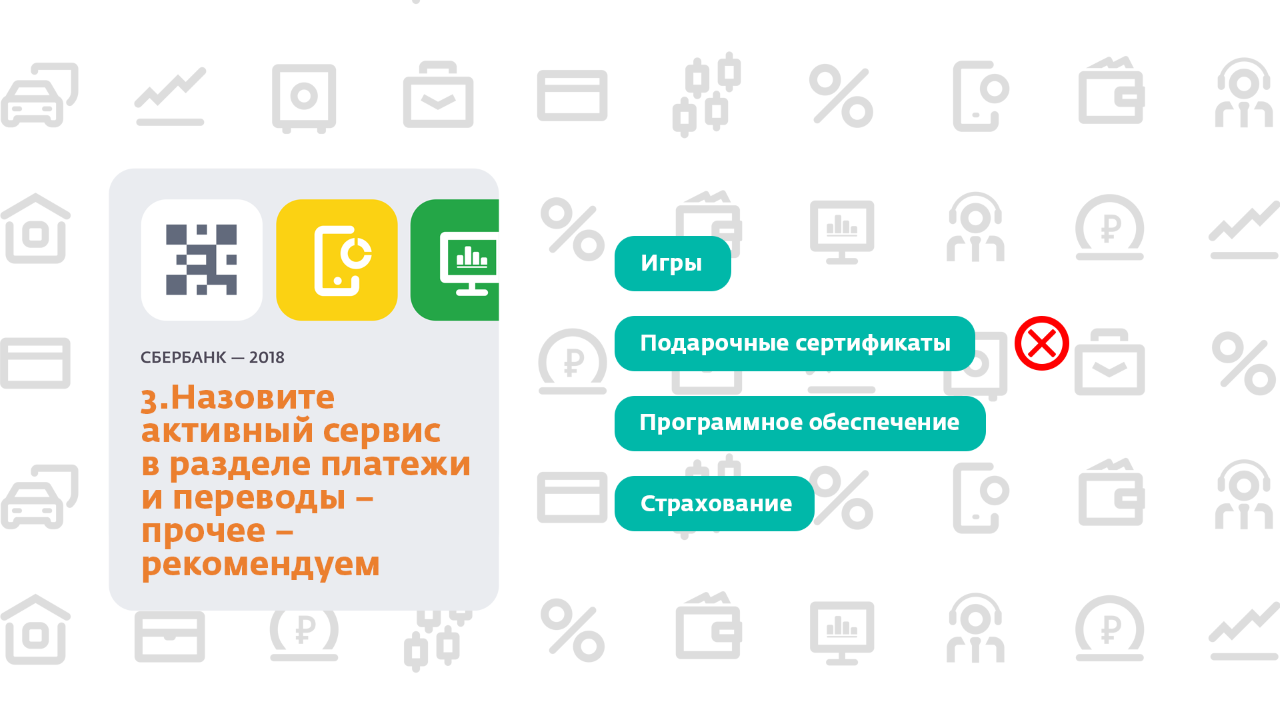 СБЕРБАНК — 2018
3.Назовите
активный сервис
в разделе платежи
и переводы –
прочее –
рекомендуем
Игры
Подарочные сертификаты
Программное обеспечение
Страхование